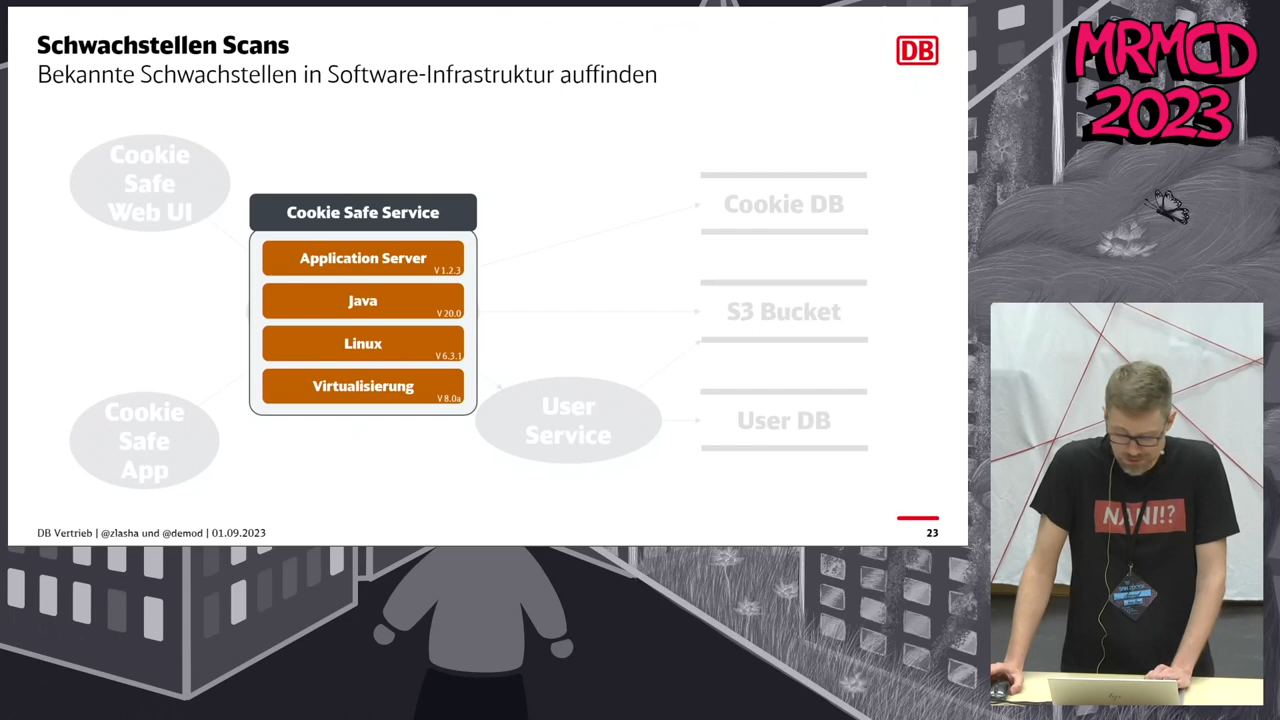 Schwachstellen Scans
Bekannte Schwachstellen in Software-Infrastruktur auffinden
DB
MRMCD
2023
Cookie
Safe
Web UI
Cookie Safe Service
Application Server
V 1.2.3
Java
V 20.0
Linux
V 6.3.1
Virtualisierung
V 8.0a
Cookie
Safe
App
User
Service
Cookie DB
S3 Bucket
User DB
NANI!?
DB Vertrieb | @zlasha und @demod | 01.09.2023
23